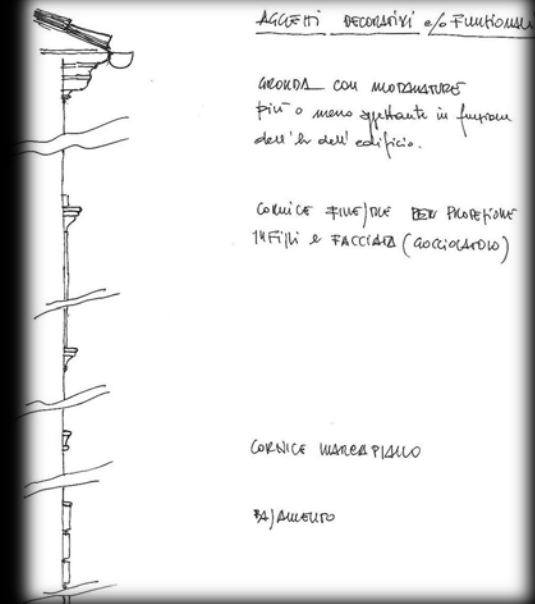 AGGETTI DECORATIVI e/o FUNZIONALI
GRONDA CON MODANATURE
più o meno aggettante in funzione
dell'h dell'edificio.
CORNICE FINESTRE PER PROTEZIONE
INFISSI e FACCIATA (GOCCIOLATOIO)
CORNICE MARCAPIANO
BASAMENTO